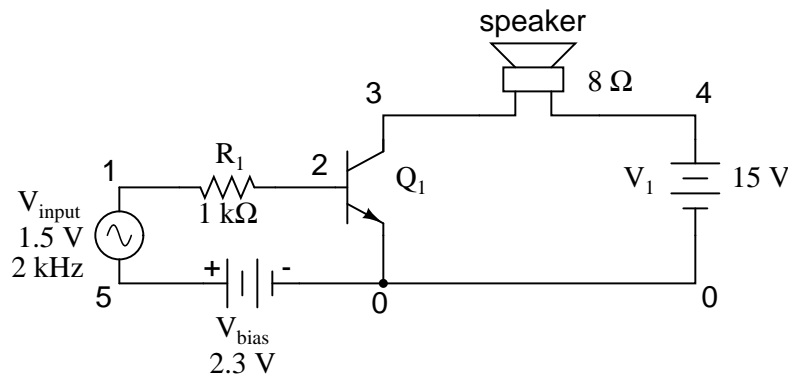 speaker
8 Ω
3
4
R1
2
1
Q1
V1
15 V
1 kΩ
Vinput
1.5 V
2 kHz
+
-
5
0
0
Vbias
2.3 V